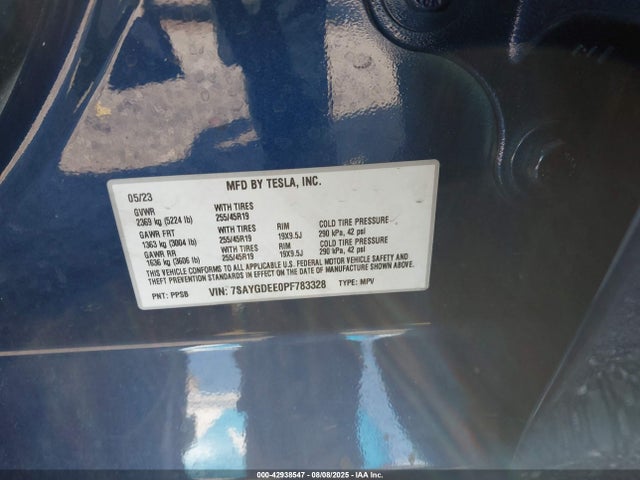 MFD BY TESLA, INC.
05/23
GVWR WITH TIRES
2369 kg (5224 lb) 255/45R19
GAWR FRT WITH TIRES RIM COLD TIRE PRESSURE
1363 kg (3004 lb) 255/45R19 19X9.5J 290 kPa, 42 psi
GAWR RR WITH TIRES RIM COLD TIRE PRESSURE
1636 kg (3606 lb) 255/45R19 19X9.5J 290 kPa, 42 psi
THIS VEHICLE CONFORMS TO ALL APPLICABLE U.S. FEDERAL MOTOR VEHICLE SAFETY AND
THEFT PREVENTION STANDARDS IN EFFECT ON THE DATE OF MANUFACTURE SHOWN ABOVE.
PNT: PPSB VIN: 7SAYGDEE0PF783328 TYPE: MPV
000-42938547 - 08/08/2025 - IAA Inc.